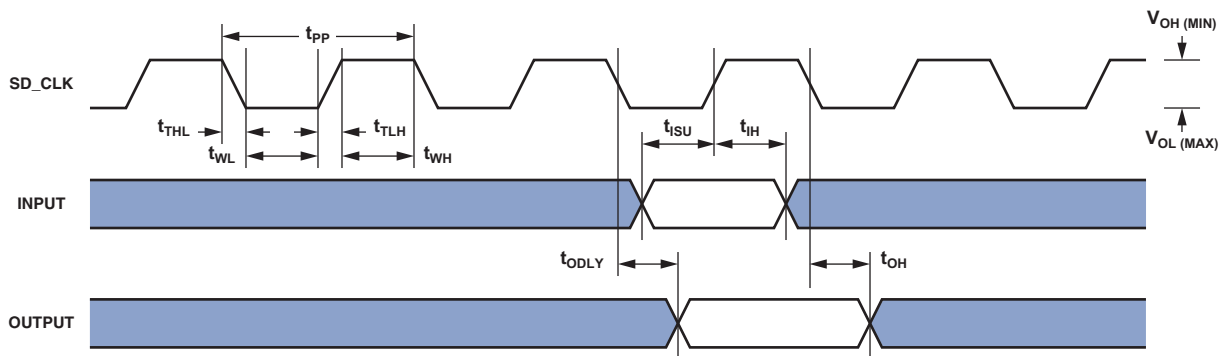 tPP
VOH (MIN)
SD_CLK
tTHL
tTLH
tISU
tIH
VOL (MAX)
tWL
tWH
INPUT
tODLY
tOH
OUTPUT